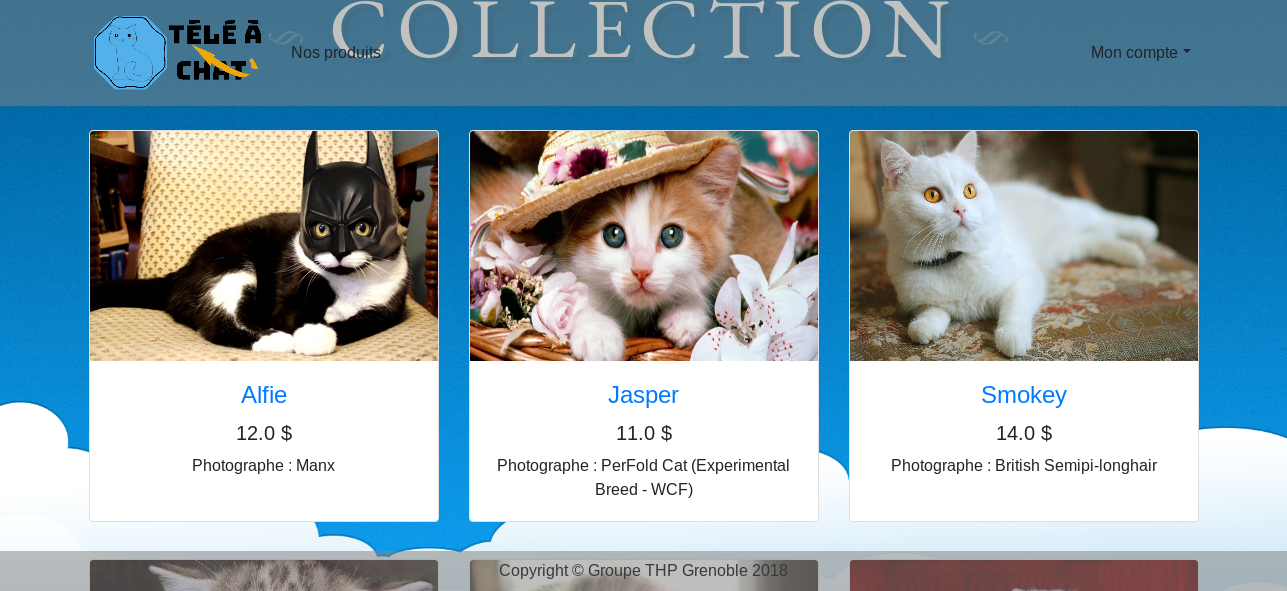 COLLECTION
TÉLÉ À
CHAT
Nos produits
Mon compte
Alfie
12.0 $
Photographe : Manx
Jasper
11.0 $
Photographe : PerFold Cat (Experimental
Breed - WCF)
Smokey
14.0 $
Photographe : British Semipi-longhair
Copyright © Groupe THP Grenoble 2018